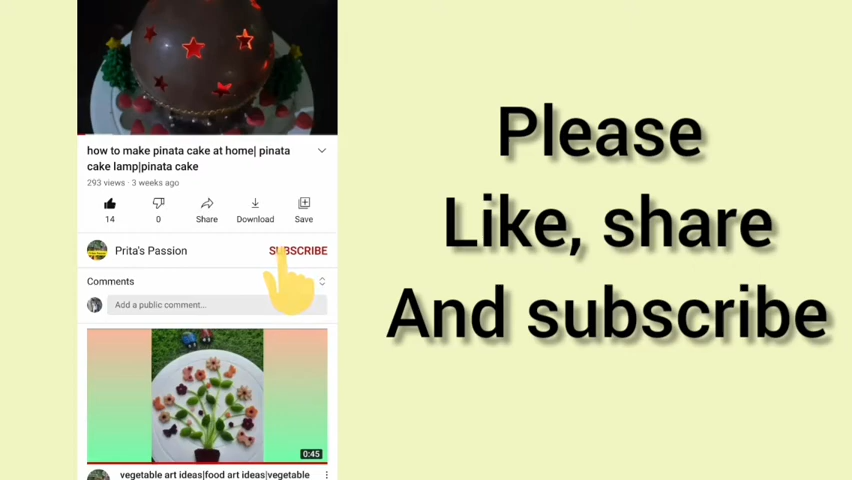 how to make pinata cake at home| pinata
cake lamp|pinata cake
293 views · 3 weeks ago
14
0
Share
Download
Save
Prita's Passion
SUBSCRIBE
Comments
Add a public comment...
0:45
vegetable art ideas|food art ideas|vegetable
Please
Like, share
And subscribe